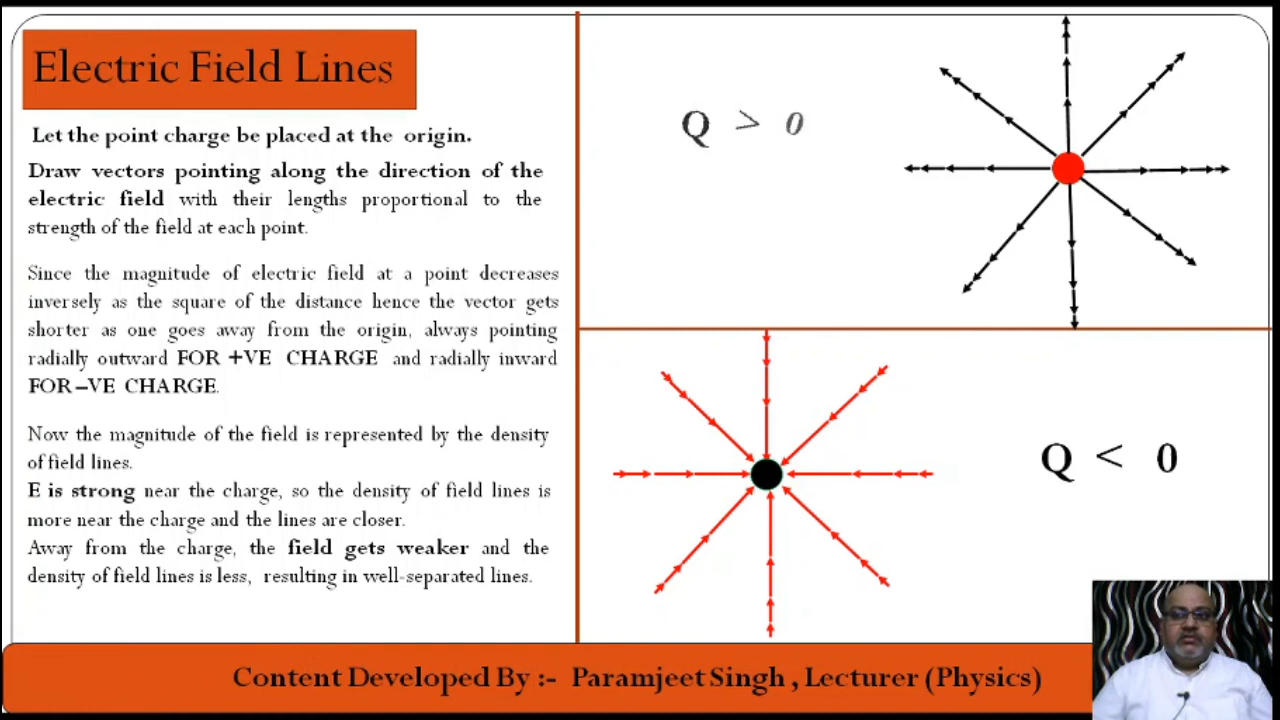 Electric Field Lines
Let the point charge be placed at the origin.
Draw vectors pointing along the direction of the
electric field with their lengths proportional to the
strength of the field at each point.
Since the magnitude of electric field at a point decreases
inversely as the square of the distance hence the vector gets
shorter as one goes away from the origin, always pointing
radially outward FOR +VE CHARGE and radially inward
FOR –VE CHARGE.
Now the magnitude of the field is represented by the density
of field lines.
E is strong near the charge, so the density of field lines is
more near the charge and the lines are closer.
Away from the charge, the field gets weaker and the
density of field lines is less, resulting in well-separated lines.
Q > 0
Q < 0
Content Developed By :- Paramjeet Singh , Lecturer (Physics)